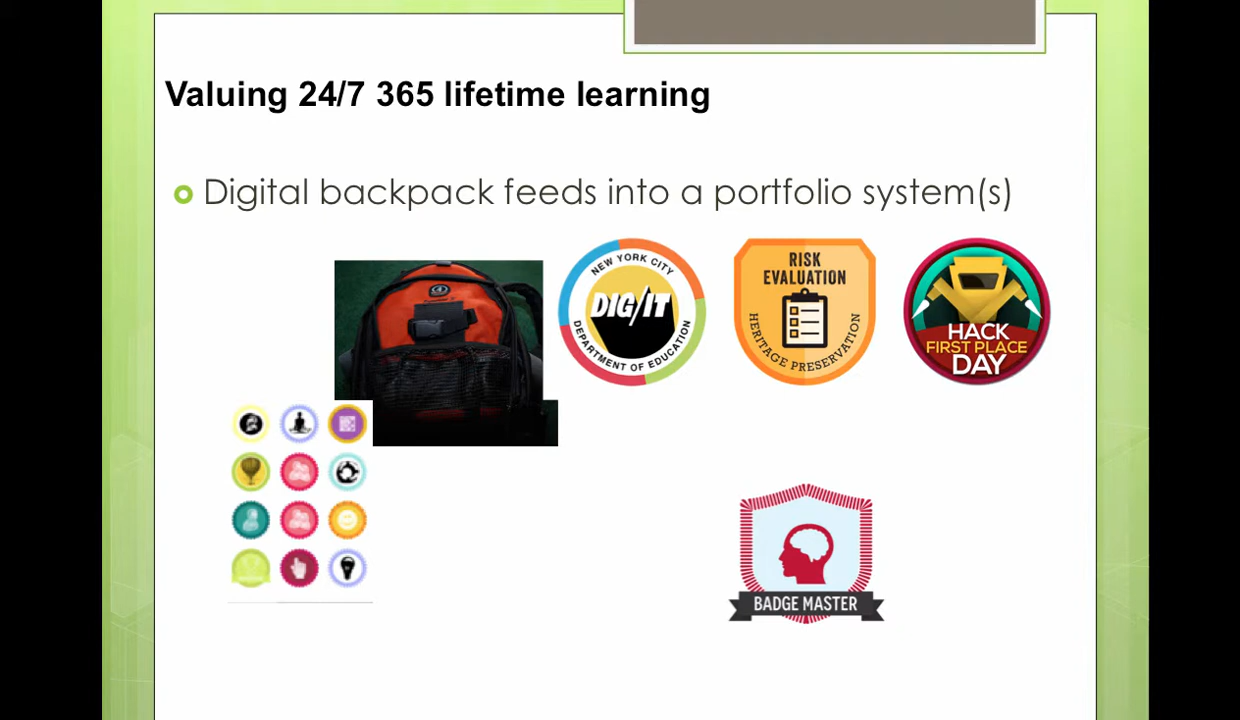 Valuing 24/7 365 lifetime learning
Digital backpack feeds into a portfolio system(s)
NEW YORK CITY
DIG/IT
DEPARTMENT OF EDUCATION
RISK
EVALUATION
HERITAGE PRESERVATION
HACK
FIRST PLACE
DAY
BADGE MASTER